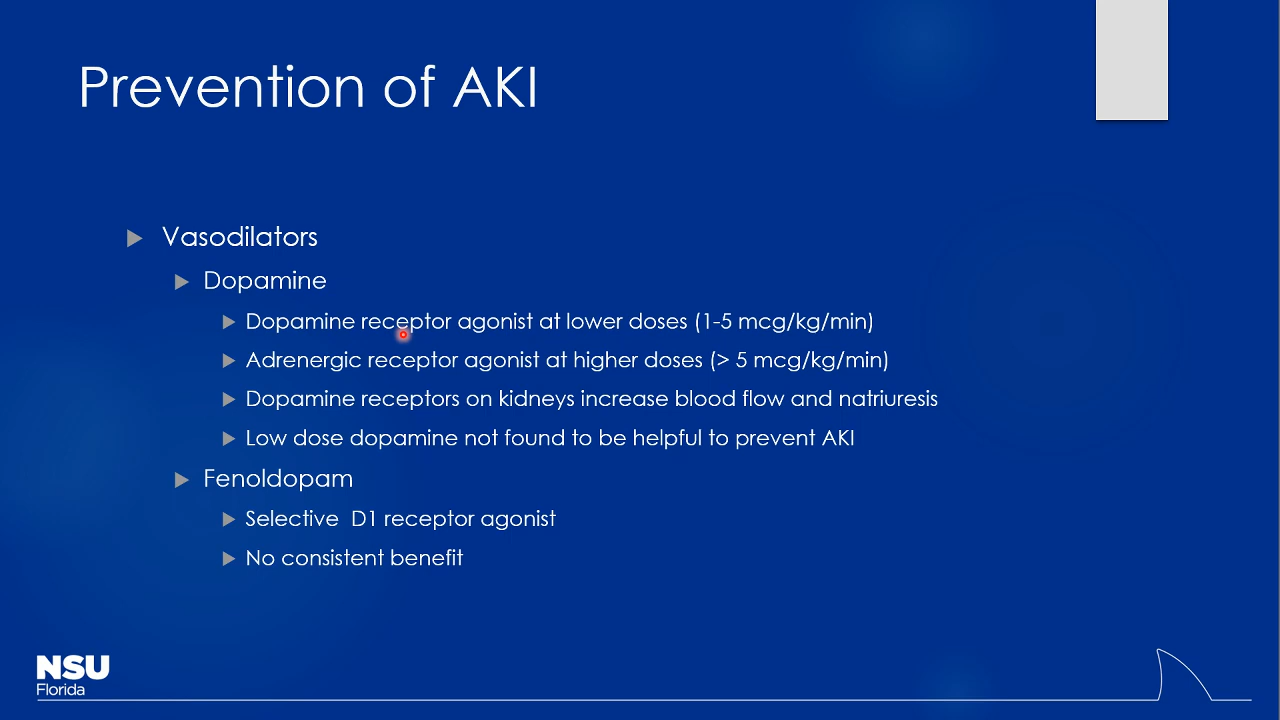 Prevention of AKI
Vasodilators
Dopamine
Dopamine receptor agonist at lower doses (1-5 mcg/kg/min)
Adrenergic receptor agonist at higher doses (> 5 mcg/kg/min)
Dopamine receptors on kidneys increase blood flow and natriuresis
Low dose dopamine not found to be helpful to prevent AKI
Fenoldopam
Selective  D1 receptor agonist
No consistent benefit
NSU
Florida